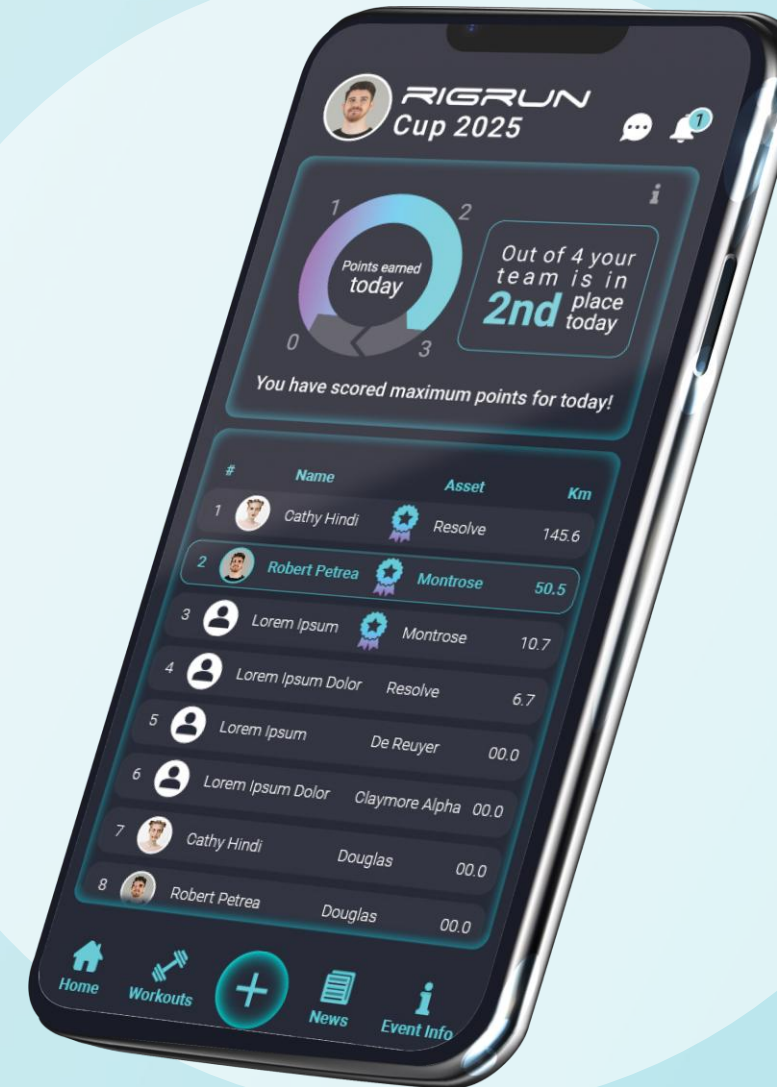 RIGRUN
Cup 2025
1
1
2
Points earned
today
0
3
Out of 4 your
team is in
2nd place
today
You have scored maximum points for today!
# Name Asset Km
1 Cathy Hindi Resolve 145.6
2 Robert Petrea Montrose 50.5
3 Lorem Ipsum Montrose 10.7
4 Lorem Ipsum Dolor Resolve 6.7
5 Lorem Ipsum De Reuyer 00.0
6 Lorem Ipsum Dolor Claymore Alpha 00.0
7 Cathy Hindi Douglas 00.0
8 Robert Petrea Douglas 00.0
Home Workouts + News Event Info